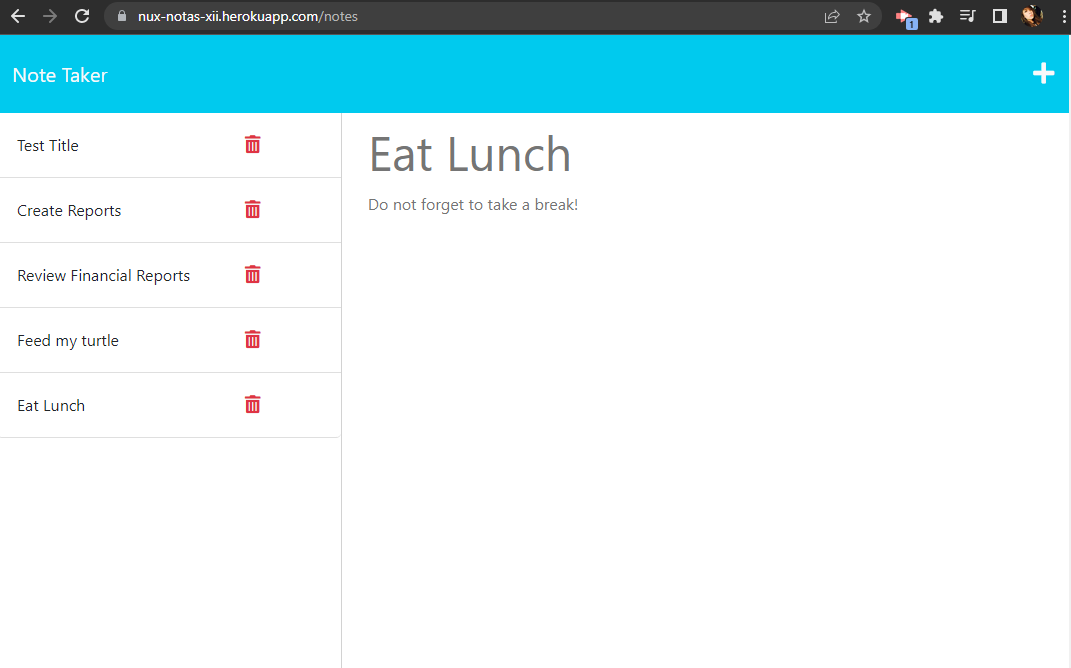 nux-notas-xii.herokuapp.com/notes
1
Note Taker
Test Title
Create Reports
Review Financial Reports
Feed my turtle
Eat Lunch
Eat Lunch
Do not forget to take a break!